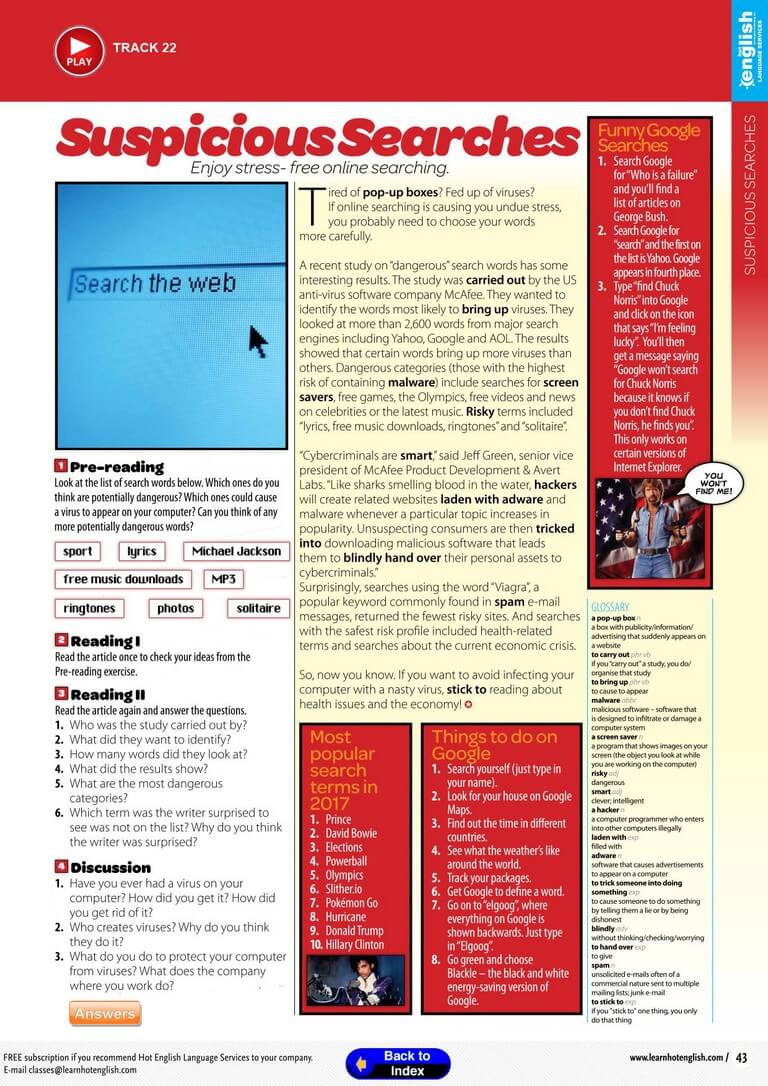 PLAY
TRACK 22
english
LANGUAGE SERVICES
SUSPICIOUS SEARCHES
Suspicious Searches
Enjoy stress- free online searching.
Search the web
Tired of pop-up boxes? Fed up of viruses?
If online searching is causing you undue stress,
you probably need to choose your words
more carefully.
A recent study on "dangerous" search words has some
interesting results. The study was carried out by the US
anti-virus software company McAfee. They wanted to
identify the words most likely to bring up viruses. They
looked at more than 2,600 words from major search
engines including Yahoo, Google and AOL. The results
showed that certain words bring up more viruses than
others. Dangerous categories (those with the highest
risk of containing malware) include searches for screen
savers, free games, the Olympics, free videos and news
on celebrities or the latest music. Risky terms included
"lyrics, free music downloads, ringtones" and "solitaire".
"Cybercriminals are smart," said Jeff Green, senior vice
president of McAfee Product Development & Avert
Labs. "Like sharks smelling blood in the water, hackers
will create related websites laden with adware and
malware whenever a particular topic increases in
popularity. Unsuspecting consumers are then tricked
into downloading malicious software that leads
them to blindly hand over their personal assets to
cybercriminals."
Surprisingly, searches using the word "Viagra", a
popular keyword commonly found in spam e-mail
messages, returned the fewest risky sites. And searches
with the safest risk profile included health-related
terms and searches about the current economic crisis.
So, now you know. If you want to avoid infecting your
computer with a nasty virus, stick to reading about
health issues and the economy!
1 Pre-reading
Look at the list of search words below. Which ones do you
think are potentially dangerous? Which ones could cause
a virus to appear on your computer? Can you think of any
more potentially dangerous words?
sport lyrics Michael Jackson
free music downloads MP3
ringtones photos solitaire
2 Reading I
Read the article once to check your ideas from the
Pre-reading exercise.
3 Reading II
Read the article again and answer the questions.
1. Who was the study carried out by?
2. What did they want to identify?
3. How many words did they look at?
4. What did the results show?
5. What are the most dangerous
categories?
6. Which term was the writer surprised to
see was not on the list? Why do you think
the writer was surprised?
4 Discussion
1. Have you ever had a virus on your
computer? How did you get it? How did
you get rid of it?
2. Who creates viruses? Why do you think
they do it?
3. What do you do to protect your computer
from viruses? What does the company
where you work do?
Answers
Most
popular
search
terms in
2017
1. Prince
2. David Bowie
3. Elections
4. Powerball
5. Olympics
6. Slither.io
7. Pokémon Go
8. Hurricane
9. Donald Trump
10. Hillary Clinton
Things to do on
Google
1. Search yourself (just type in
your name).
2. Look for your house on Google
Maps.
3. Find out the time in different
countries.
4. See what the weather's like
around the world.
5. Track your packages.
6. Get Google to define a word.
7. Go on to "elgoog", where
everything on Google is
shown backwards. Just type
in "Elgoog".
8. Go green and choose
Blackle – the black and white
energy-saving version of
Google.
Funny Google
Searches
1. Search Google
for "Who is a failure"
and you'll find a
list of articles on
George Bush.
2. Search Google for
"search" and the first on
the list is Yahoo. Google
appears in fourth place.
3. Type "find Chuck
Norris" into Google
and click on the icon
that says "I'm feeling
lucky". You'll then
get a message saying
"Google won't search
for Chuck Norris
because it knows if
you don't find Chuck
Norris, he finds you".
This only works on
certain versions of
Internet Explorer.
YOU
WON'T
FIND ME!
GLOSSARY
a pop-up box n
a box with publicity/information/
advertising that suddenly appears on
a website
to carry out phr vb
if you "carry out" a study, you do/
organise that study
to bring up phr vb
to cause to appear
malware abbr
malicious software – software that
is designed to infiltrate or damage a
computer system
a screen saver n
a program that shows images on your
screen (the object you look at while
you are working on the computer)
risky adj
dangerous
smart adj
clever; intelligent
a hacker n
a computer programmer who enters
into other computers illegally
laden with exp
filled with
adware n
software that causes advertisements
to appear on a computer
to trick someone into doing
something exp
to cause someone to do something
by telling them a lie or by being
dishonest
blindly adv
without thinking/checking/worrying
to hand over exp
to give
spam n
unsolicited e-mails often of a
commercial nature sent to multiple
mailing lists; junk e-mail
to stick to exp
if you "stick to" one thing, you only
do that thing
FREE subscription if you recommend Hot English Language Services to your company.
E-mail classes@learnhotenglish.com
Back to
Index
www.learnhotenglish.com / 43